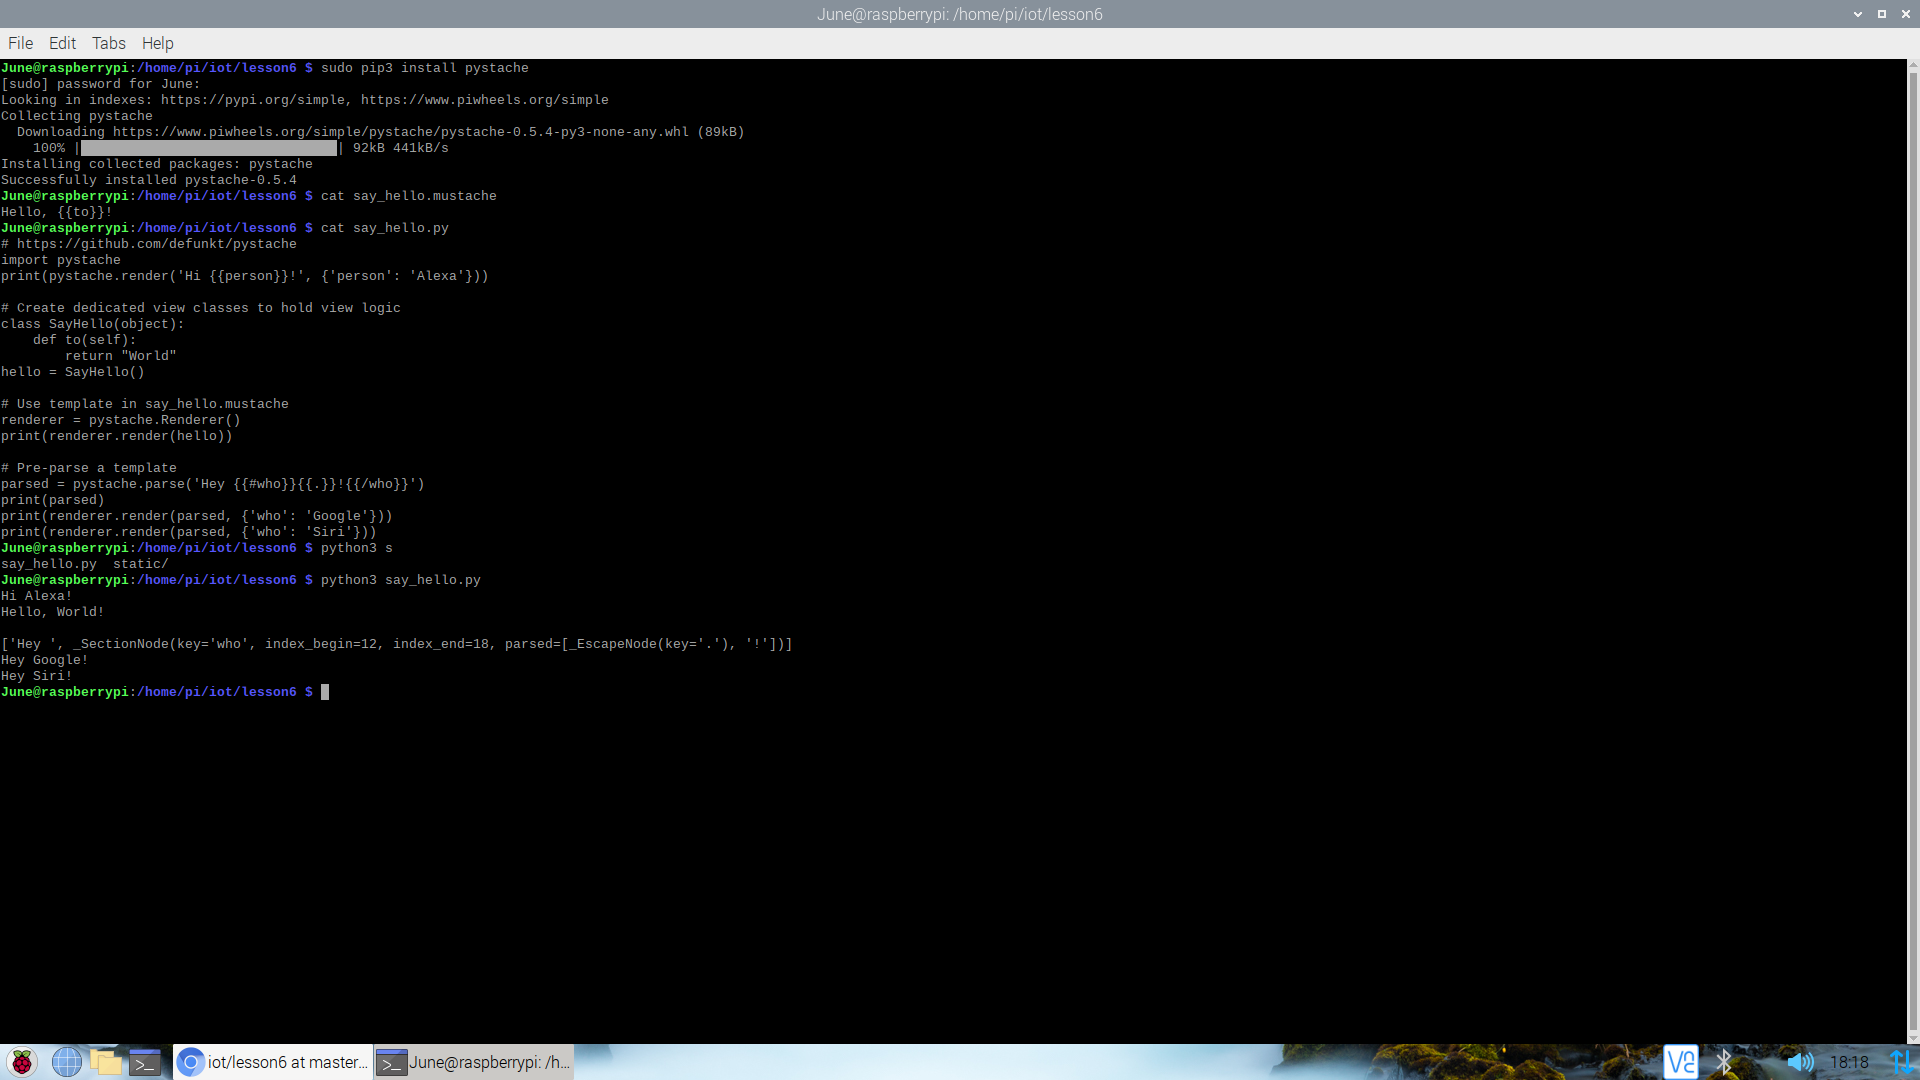 June@raspberrypi: /home/pi/iot/lesson6
File Edit Tabs Help
June@raspberrypi:/home/pi/iot/lesson6 $ sudo pip3 install pystache
[sudo] password for June:
Looking in indexes: https://pypi.org/simple, https://www.piwheels.org/simple
Collecting pystache
  Downloading https://www.piwheels.org/simple/pystache/pystache-0.5.4-py3-none-any.whl (89kB)
    100% |████████████████████████████████| 92kB 441kB/s
Installing collected packages: pystache
Successfully installed pystache-0.5.4
June@raspberrypi:/home/pi/iot/lesson6 $ cat say_hello.mustache
Hello, {{to}}!
June@raspberrypi:/home/pi/iot/lesson6 $ cat say_hello.py
# https://github.com/defunkt/pystache
import pystache
print(pystache.render('Hi {{person}}!', {'person': 'Alexa'}))

# Create dedicated view classes to hold view logic
class SayHello(object):
    def to(self):
        return "World"
hello = SayHello()

# Use template in say_hello.mustache
renderer = pystache.Renderer()
print(renderer.render(hello))

# Pre-parse a template
parsed = pystache.parse('Hey {{#who}}{{.}}!{{/who}}')
print(parsed)
print(renderer.render(parsed, {'who': 'Google'}))
print(renderer.render(parsed, {'who': 'Siri'}))
June@raspberrypi:/home/pi/iot/lesson6 $ python3 s
say_hello.py  static/
June@raspberrypi:/home/pi/iot/lesson6 $ python3 say_hello.py
Hi Alexa!
Hello, World!

['Hey ', _SectionNode(key='who', index_begin=12, index_end=18, parsed=[_EscapeNode(key='.'), '!'])]
Hey Google!
Hey Siri!
June@raspberrypi:/home/pi/iot/lesson6 $
iot/lesson6 at master... June@raspberrypi: /h... 18:18